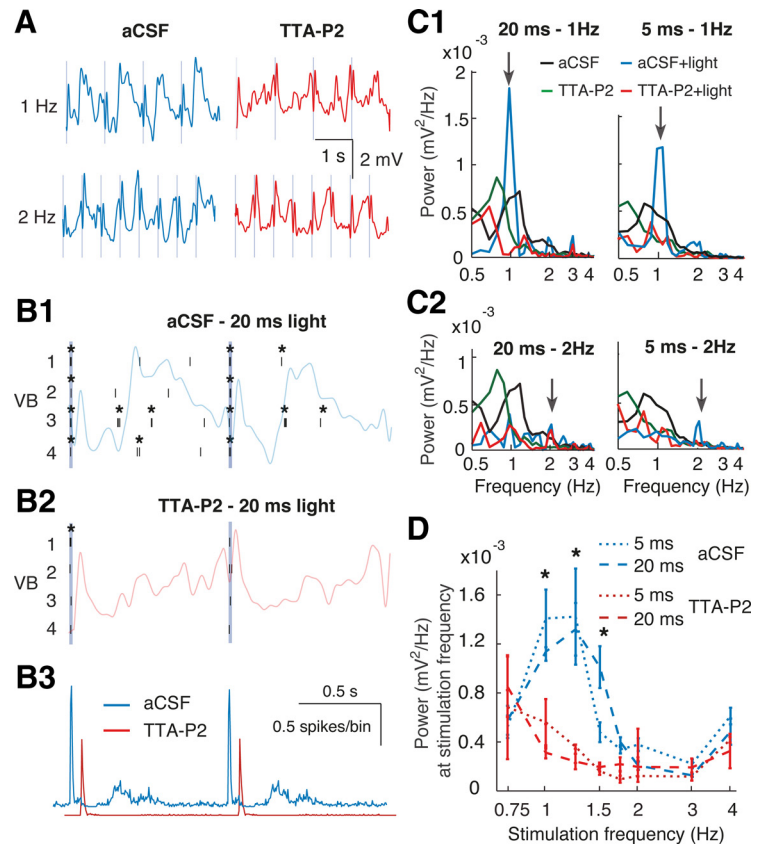 A
aCSF
TTA-P2
1 Hz
1 s
2 mV
2 Hz
B1
aCSF - 20 ms light
*
*
*
1
*
*
2
VB
*
*
*
*
*
*
3
*
*
*
4
B2
TTA-P2 - 20 ms light
*
1
2
VB
3
4
B3
aCSF
TTA-P2
0.5 s
0.5 spikes/bin
C1
20 ms - 1Hz
5 ms - 1Hz
x10⁻³
aCSF
aCSF+light
TTA-P2
TTA-P2+light
Power (mV²/Hz)
2
1.5
1
0.5
0
0.5
1
2
3
4
0.5
1
2
3
4
Frequency (Hz)
C2
20 ms - 2Hz
5 ms - 2Hz
x10⁻³
Power (mV²/Hz)
1
0.5
0
0.5
1
2
3
4
0.5
1
2
3
4
Frequency (Hz)
Frequency (Hz)
D
5 ms
aCSF
20 ms
5 ms
TTA-P2
20 ms
x10⁻³
Power (mV²/Hz)
at stimulation frequency
1.6
1.2
0.8
0.4
0
*
*
*
0.75
1
1.5
2
3
4
Stimulation frequency (Hz)